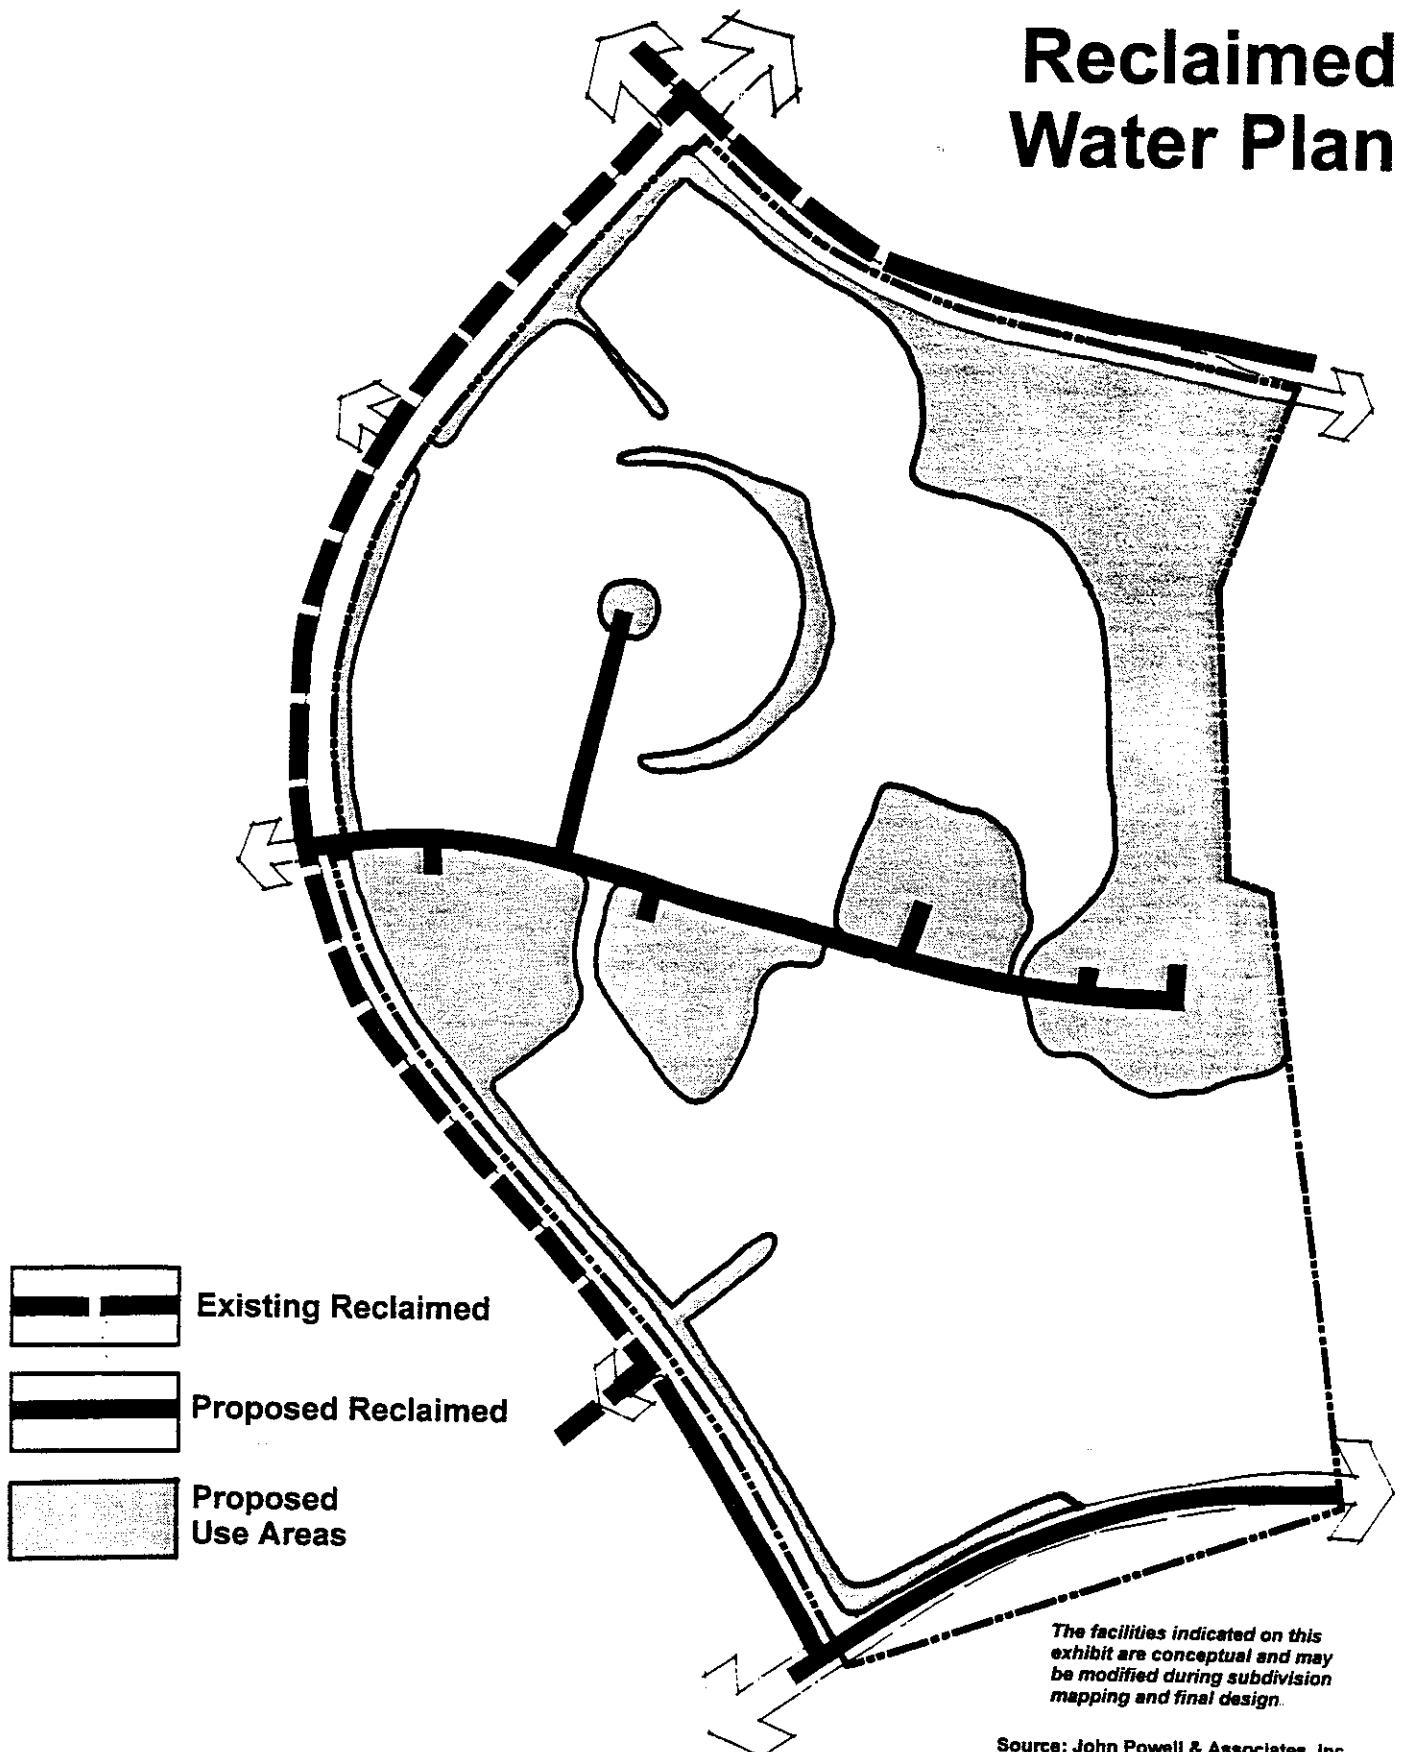 Reclaimed
Water Plan
Existing Reclaimed
Proposed Reclaimed
Proposed
Use Areas
The facilities indicated on this
exhibit are conceptual and may
be modified during subdivision
mapping and final design.
Source: John Powell & Associates, Inc.